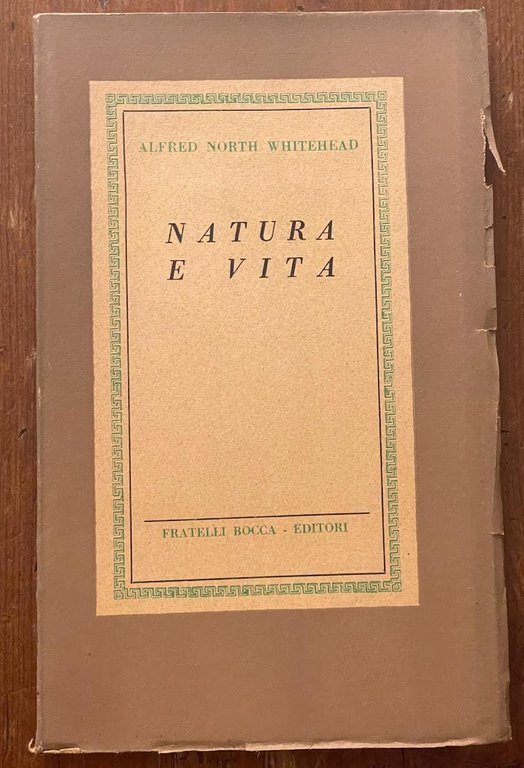 ALFRED NORTH WHITEHEAD
NATURA
E VITA
FRATELLI BOCCA - EDITORI